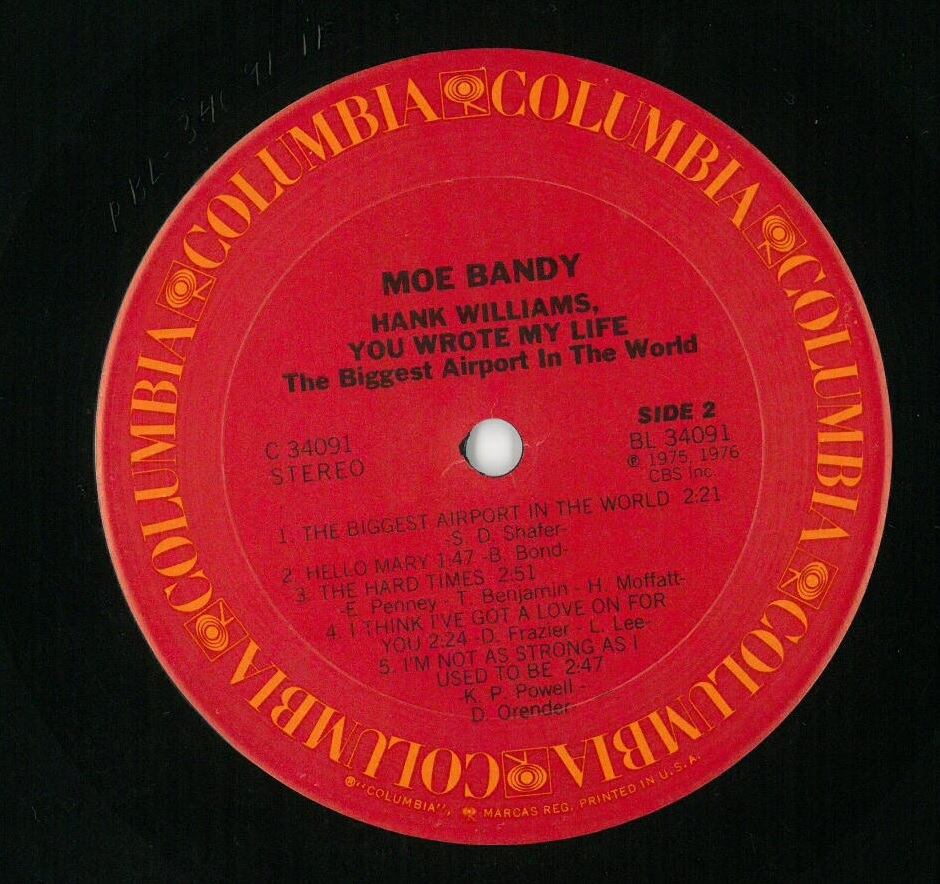 PBL-34091-1F
COLUMBIA COLUMBIA COLUMBIA COLUMBIA COLUMBIA COLUMBIA COLUMBIA
MOE BANDY
HANK WILLIAMS,
YOU WROTE MY LIFE
The Biggest Airport In The World
C 34091
STEREO
SIDE 2
BL 34091
℗ 1975, 1976
CBS Inc.
1. THE BIGGEST AIRPORT IN THE WORLD 2:21
-S. D. Shafer-
2. HELLO MARY 1:47 -B. Bond-
3. THE HARD TIMES 2:51
-E. Penney - T. Benjamin - H. Moffatt-
4. I THINK I'VE GOT A LOVE ON FOR
YOU 2:24 -D. Frazier - L. Lee-
5. I'M NOT AS STRONG AS I
USED TO BE 2:47
-K. P. Powell -
D. Orender-
®"COLUMBIA", MARCAS REG. PRINTED IN U.S.A.